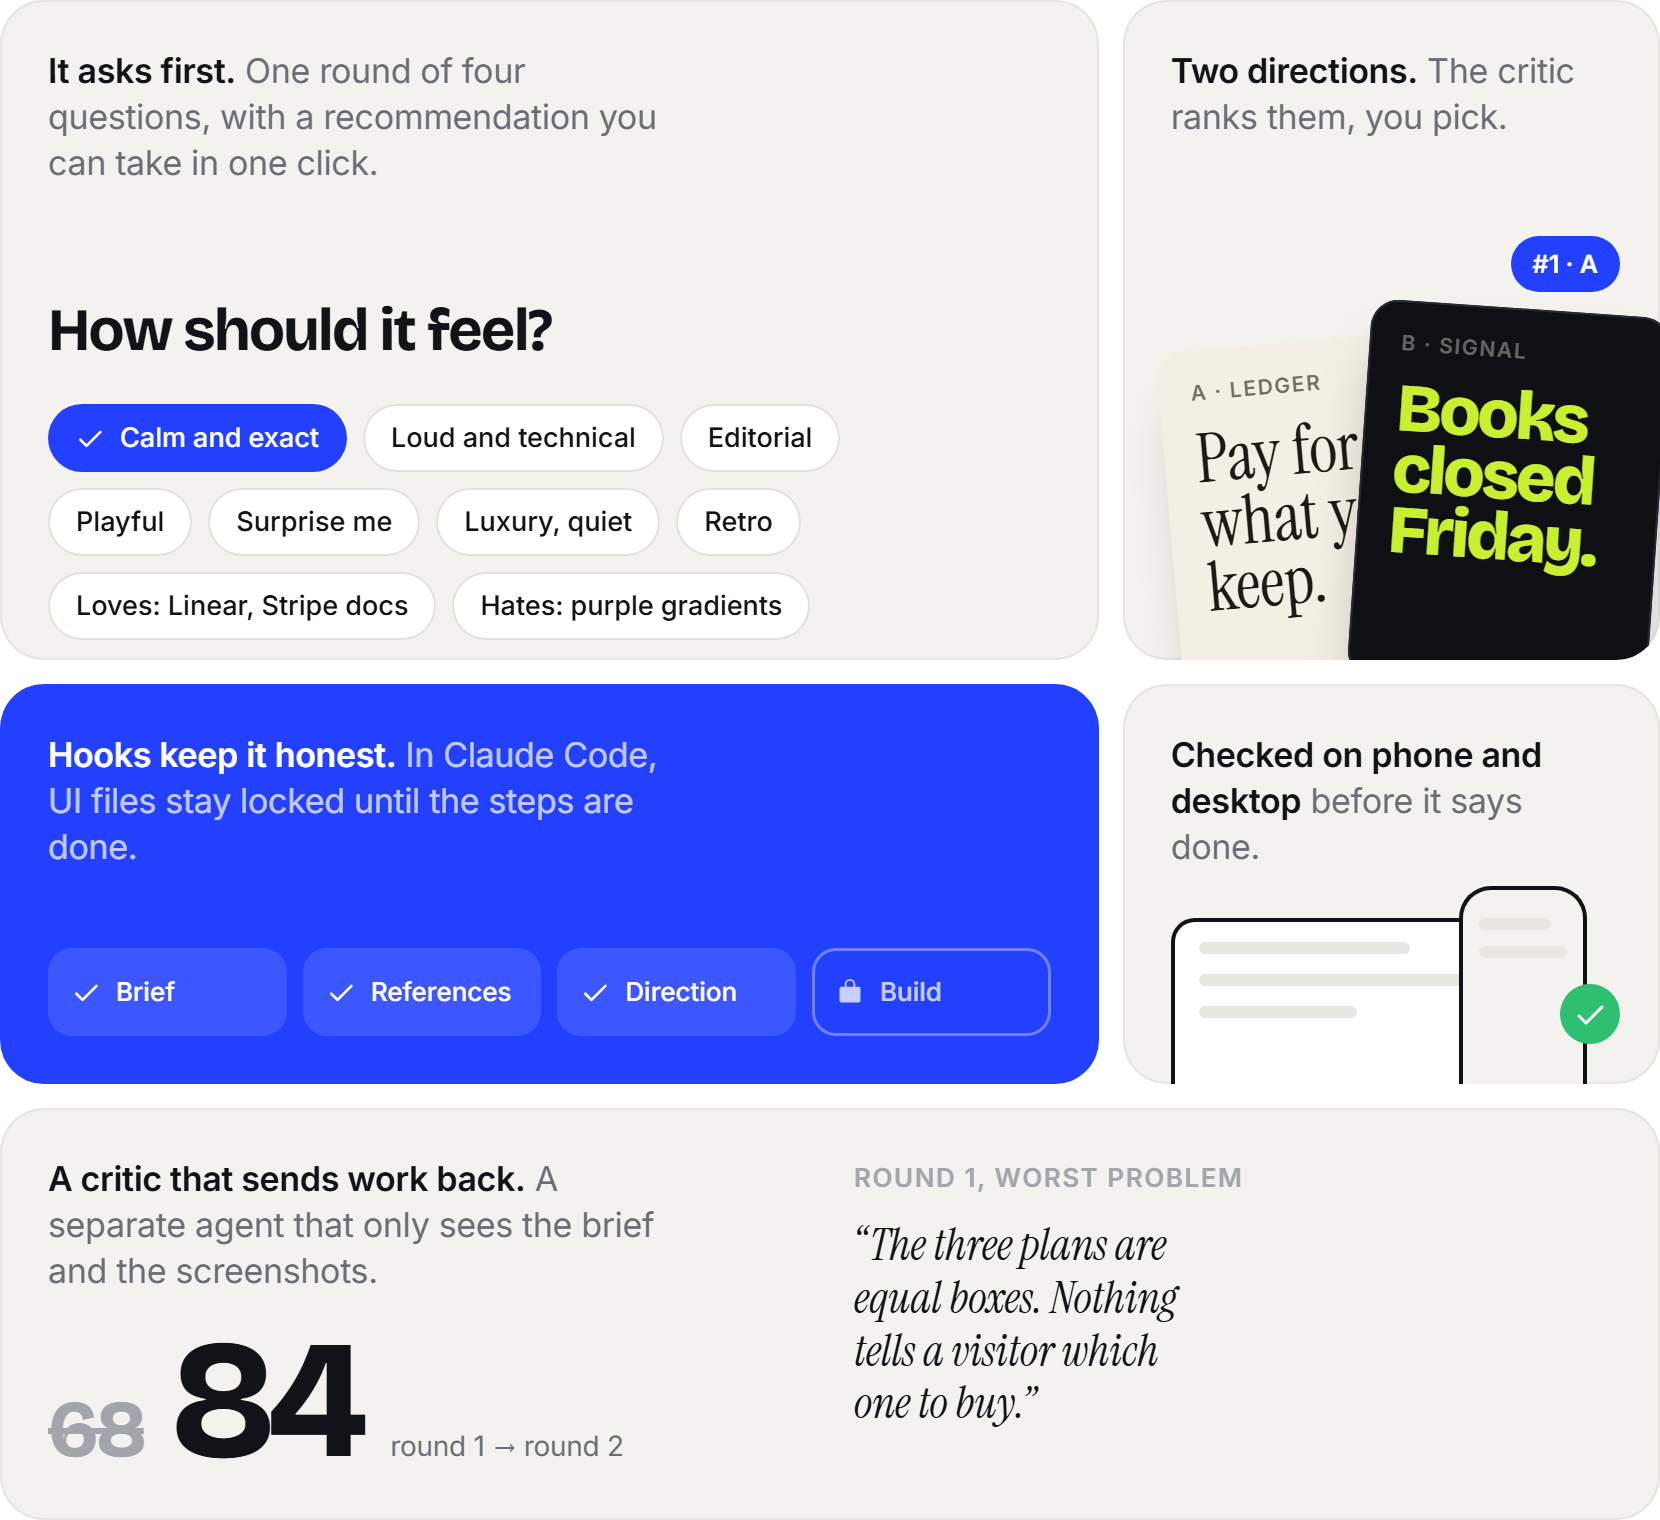 It asks first. One round of four
questions, with a recommendation you
can take in one click.
How should it feel?
Calm and exact
Loud and technical
Editorial
Playful
Surprise me
Luxury, quiet
Retro
Loves: Linear, Stripe docs
Hates: purple gradients
Two directions. The critic
ranks them, you pick.
#1 · A
A · LEDGER
Pay for
what y
keep.
B · SIGNAL
Books
closed
Friday.
Hooks keep it honest. In Claude Code,
UI files stay locked until the steps are
done.
Brief
References
Direction
Build
Checked on phone and
desktop before it says
done.
A critic that sends work back. A
separate agent that only sees the brief
and the screenshots.
68
84
round 1 → round 2
ROUND 1, WORST PROBLEM
“The three plans are
equal boxes. Nothing
tells a visitor which
one to buy.”